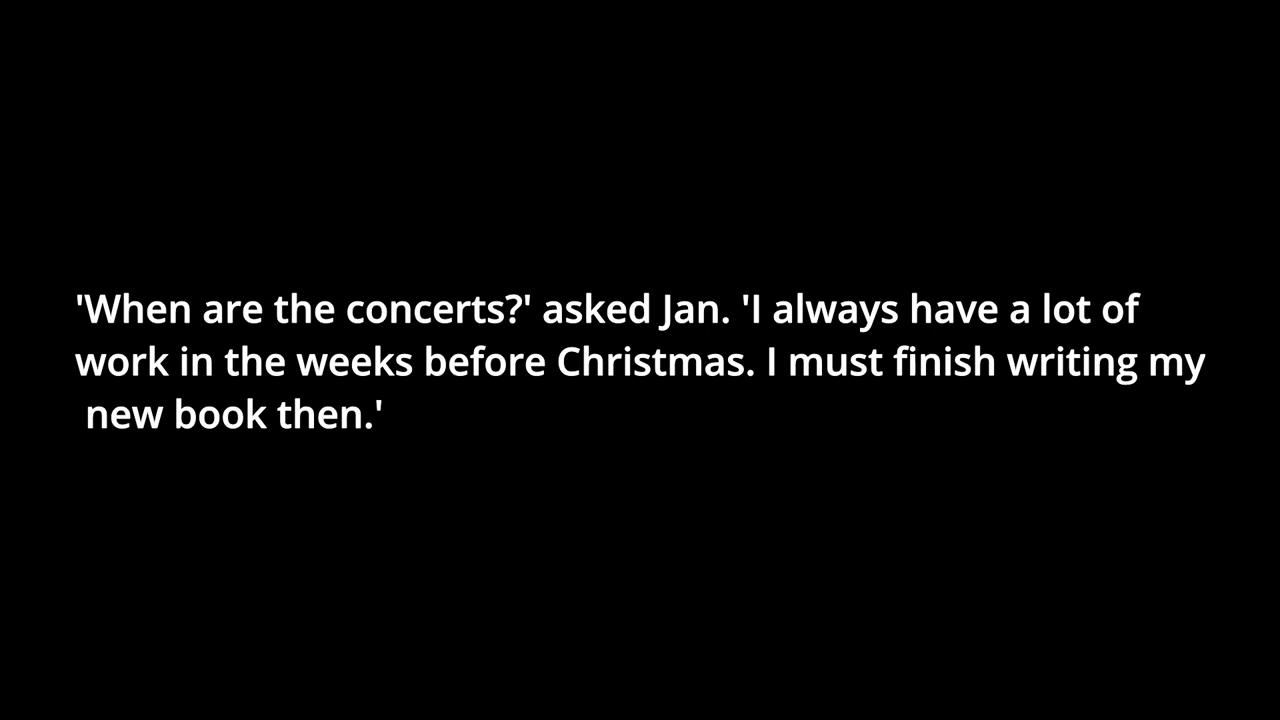 'When are the concerts?' asked Jan. 'I always have a lot of
work in the weeks before Christmas. I must finish writing my
new book then.'